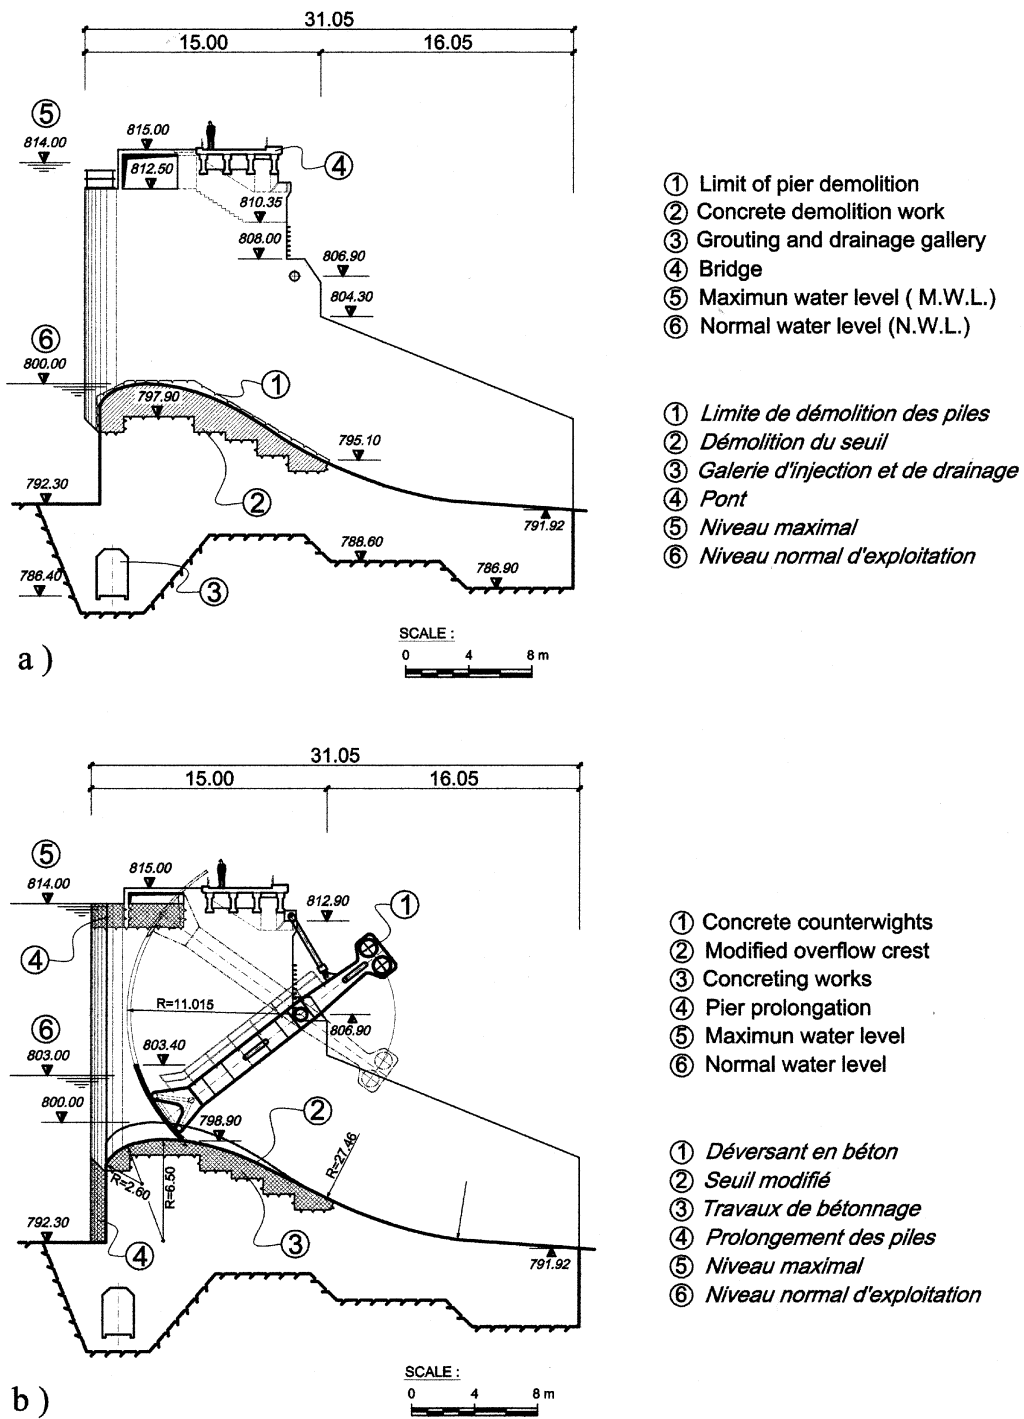 31.05
15.00 16.05
⑤
814.00
815.00
④
812.50
810.35
808.00
806.90
804.30
⑥
800.00
①
797.90
795.10
②
792.30
791.92
788.60
786.40
786.90
③
SCALE :
0 4 8 m
a )
① Limit of pier demolition
② Concrete demolition work
③ Grouting and drainage gallery
④ Bridge
⑤ Maximun water level ( M.W.L.)
⑥ Normal water level (N.W.L.)
① Limite de démolition des piles
② Démolition du seuil
③ Galerie d'injection et de drainage
④ Pont
⑤ Niveau maximal
⑥ Niveau normal d'exploitation
31.05
15.00 16.05
⑤
814.00
815.00
812.90
①
④
R=11.015
806.90
⑥
803.00
803.40
800.00
798.90
②
R=27.46
R=2.60
R=6.50
792.30
④
③
791.92
SCALE :
0 4 8 m
b )
① Concrete counterwights
② Modified overflow crest
③ Concreting works
④ Pier prolongation
⑤ Maximun water level
⑥ Normal water level
① Déversant en béton
② Seuil modifié
③ Travaux de bétonnage
④ Prolongement des piles
⑤ Niveau maximal
⑥ Niveau normal d'exploitation